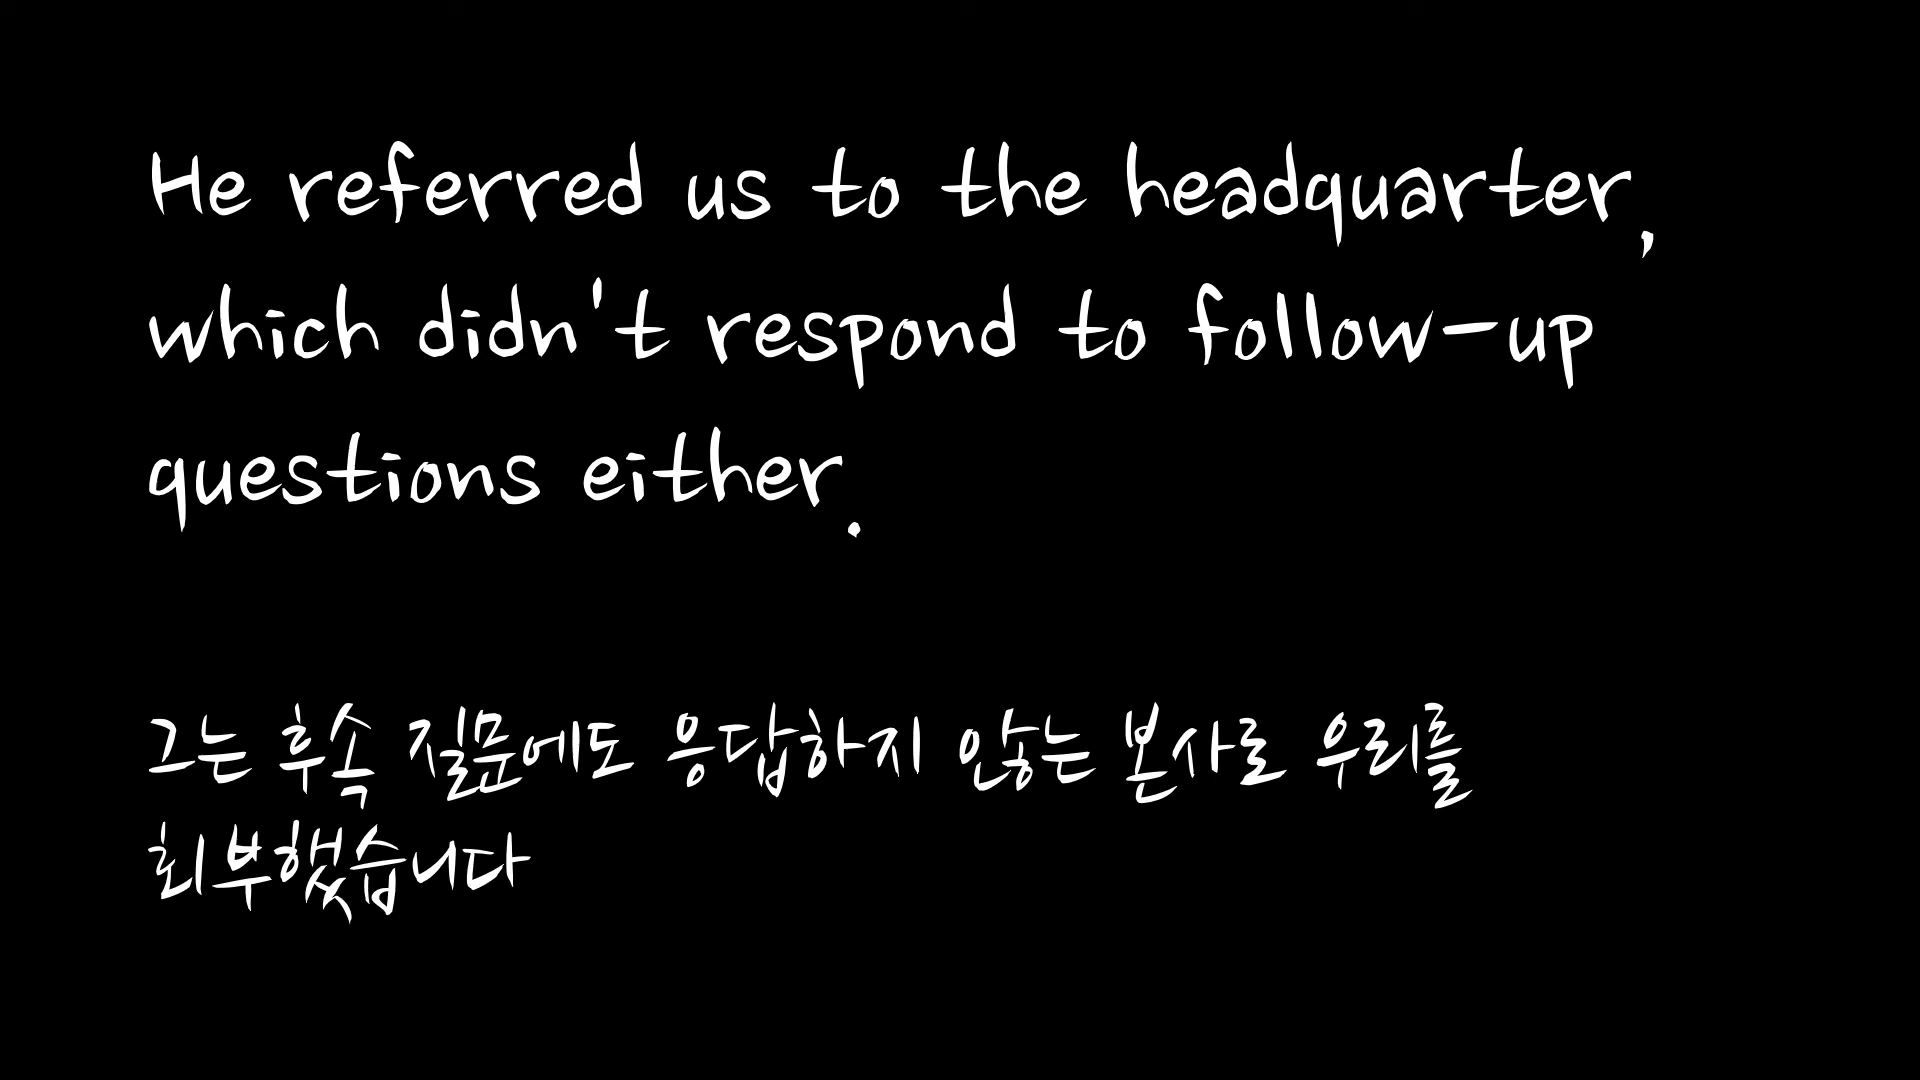 He referred us to the headquarter,
which didn't respond to follow-up
questions either.
그는 후속 질문에도 응답하지 않는 본사로 우리를
회부했습니다